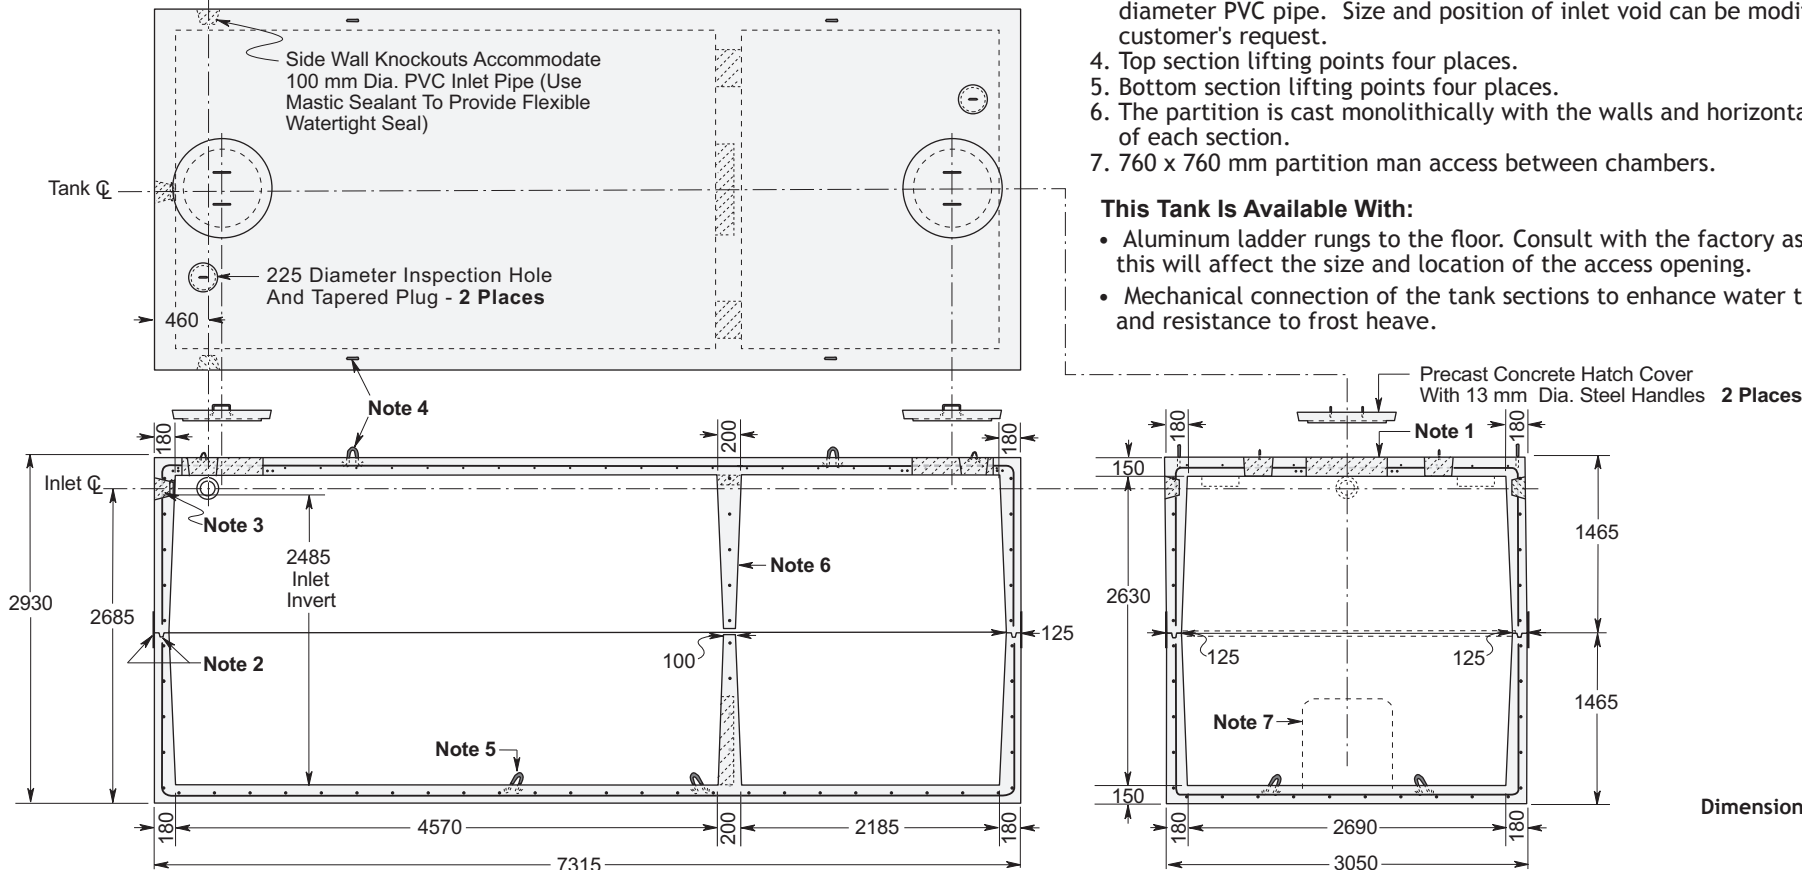 diameter PVC pipe. Size and position of inlet void can be modi
customer's request.
4. Top section lifting points four places.
5. Bottom section lifting points four places.
6. The partition is cast monolithically with the walls and horizonta
of each section.
7. 760 x 760 mm partition man access between chambers.
This Tank Is Available With:
• Aluminum ladder rungs to the floor. Consult with the factory as
this will affect the size and location of the access opening.
• Mechanical connection of the tank sections to enhance water t
and resistance to frost heave.
Side Wall Knockouts Accommodate
100 mm Dia. PVC Inlet Pipe (Use
Mastic Sealant To Provide Flexible
Watertight Seal)
Tank ℄
225 Diameter Inspection Hole
And Tapered Plug - 2 Places
460
Note 4
180
200
180
Inlet ℄
Note 3
2485
Inlet
Invert
Note 6
2930
2685
Note 2
100
125
Note 5
180
4570
200
2185
180
7315
Precast Concrete Hatch Cover
With 13 mm Dia. Steel Handles 2 Places
180
180
Note 1
150
1465
2630
125
125
1465
Note 7
150
180
2690
180
3050
Dimension